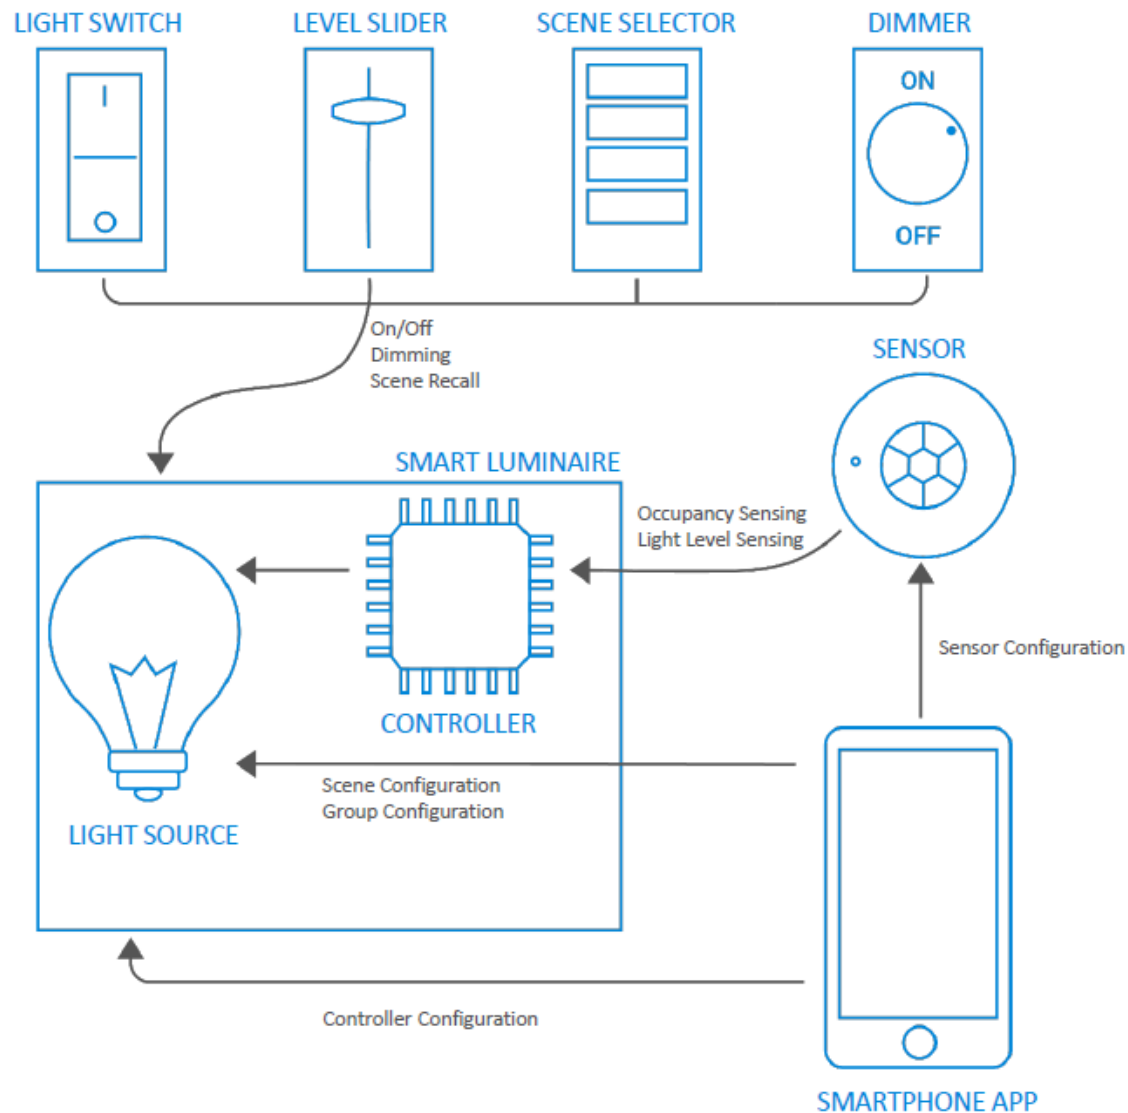 LIGHT SWITCH
LEVEL SLIDER
SCENE SELECTOR
DIMMER
ON
OFF
On/Off
Dimming
Scene Recall
SENSOR
SMART LUMINAIRE
Occupancy Sensing
Light Level Sensing
Sensor Configuration
CONTROLLER
Scene Configuration
Group Configuration
LIGHT SOURCE
Controller Configuration
SMARTPHONE APP